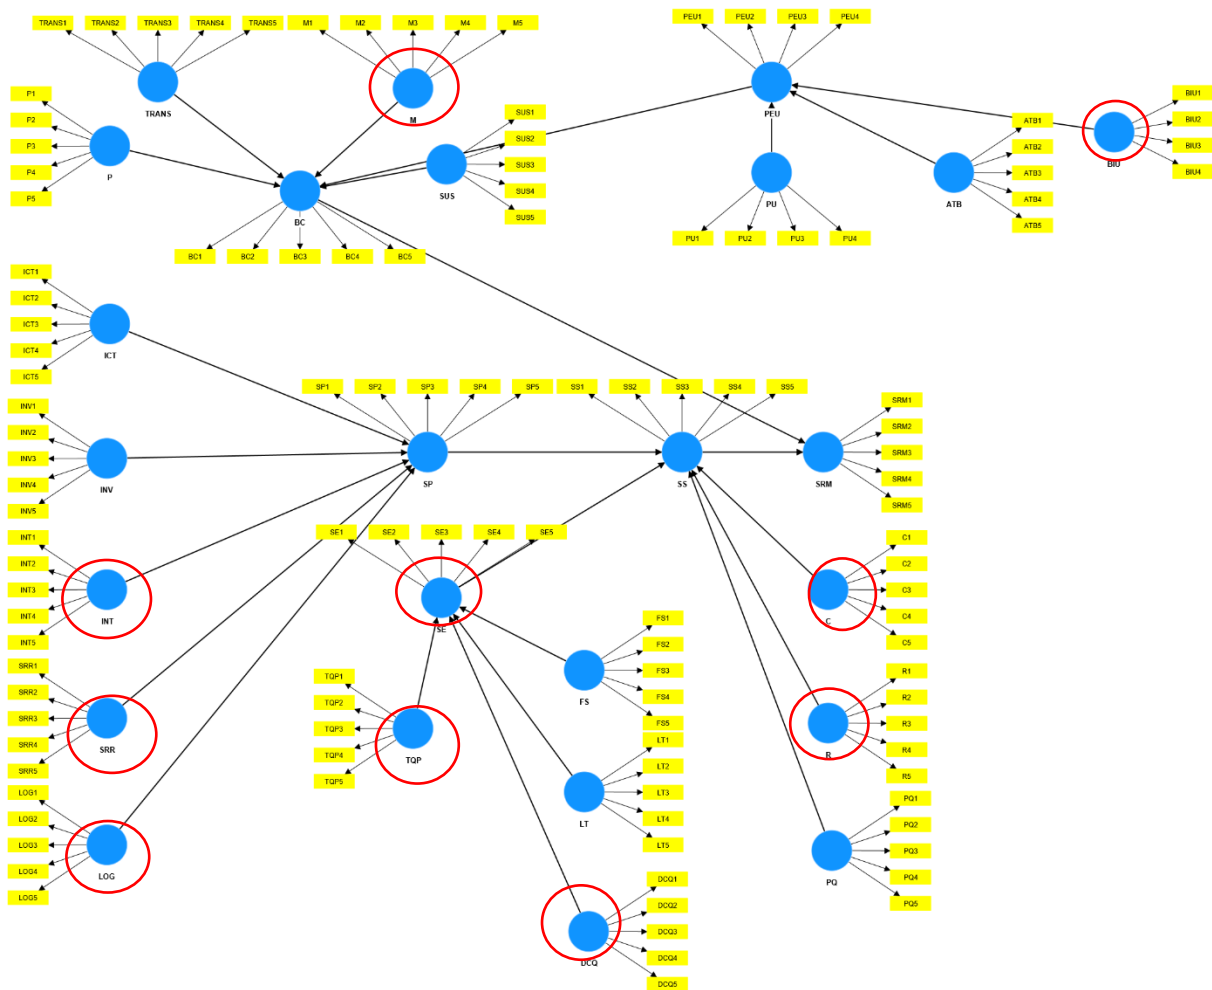 TRANS1 TRANS2 TRANS3 TRANS4 TRANS5
TRANS
M1 M2 M3 M4 M5
M
PEU1 PEU2 PEU3 PEU4
PEU
P1
P2
P3
P4
P5
P
SUS1
SUS2
SUS3
SUS4
SUS5
SUS
BC
BC1 BC2 BC3 BC4 BC5
PU
PU1 PU2 PU3 PU4
ATB1
ATB2
ATB3
ATB4
ATB5
ATB
BIU1
BIU2
BIU3
BIU4
BIU
ICT1
ICT2
ICT3
ICT4
ICT5
ICT
INV1
INV2
INV3
INV4
INV5
INV
SP1 SP2 SP3 SP4 SP5
SP
SS1 SS2 SS3 SS4 SS5
SS
SRM1
SRM2
SRM3
SRM4
SRM5
SRM
INT1
INT2
INT3
INT4
INT5
INT
SE1 SE2 SE3 SE4 SE5
SE
C1
C2
C3
C4
C5
C
SRR1
SRR2
SRR3
SRR4
SRR5
SRR
TQP1
TQP2
TQP3
TQP4
TQP5
TQP
FS1
FS2
FS3
FS4
FS5
FS
R1
R2
R3
R4
R5
R
LOG1
LOG2
LOG3
LOG4
LOG5
LOG
LT1
LT2
LT3
LT4
LT5
LT
PQ1
PQ2
PQ3
PQ4
PQ5
PQ
DCQ1
DCQ2
DCQ3
DCQ4
DCQ5
DCQ